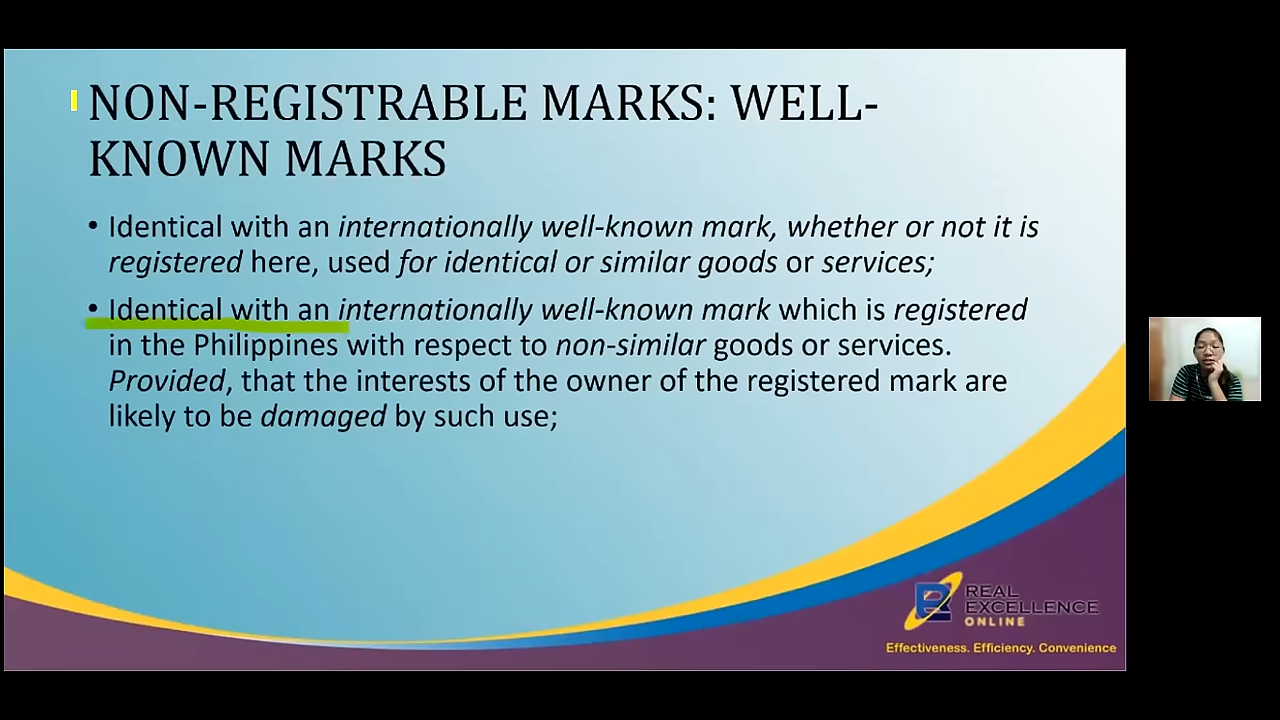 NON-REGISTRABLE MARKS: WELL-
KNOWN MARKS
• Identical with an internationally well-known mark, whether or not it is
registered here, used for identical or similar goods or services;
• Identical with an internationally well-known mark which is registered
in the Philippines with respect to non-similar goods or services.
Provided, that the interests of the owner of the registered mark are
likely to be damaged by such use;
REAL
EXCELLENCE
ONLINE
Effectiveness. Efficiency. Convenience